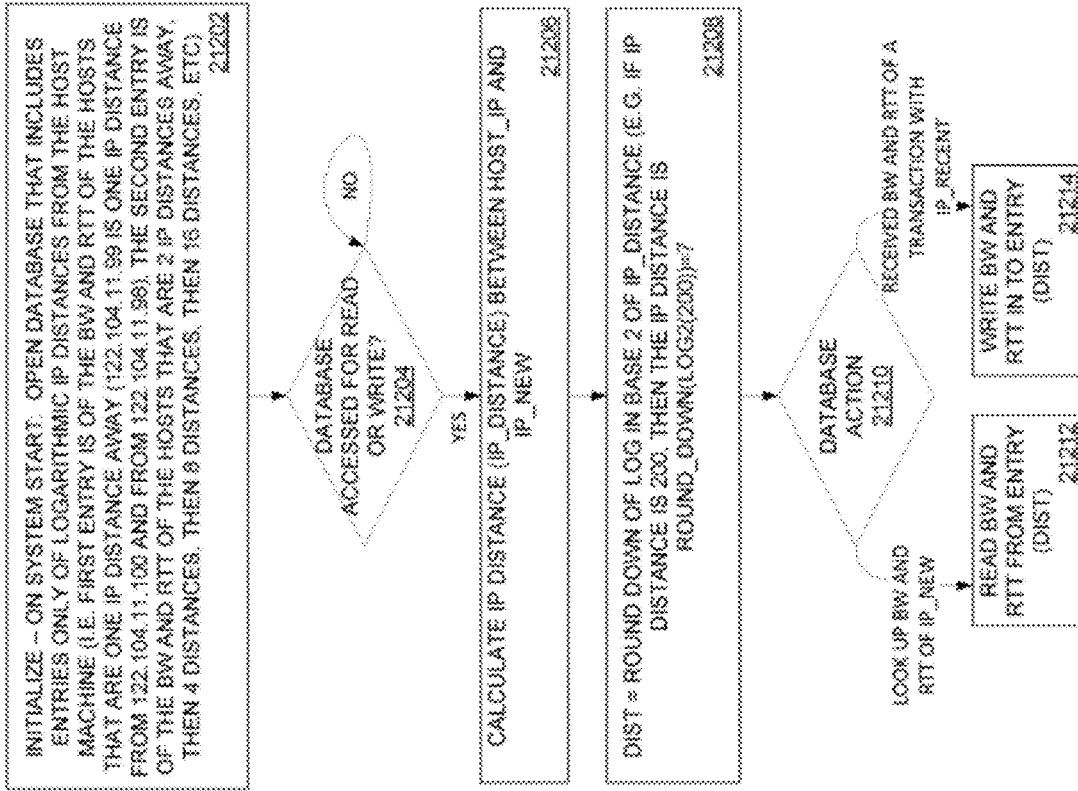 INITIALIZE – ON SYSTEM START. OPEN DATABASE THAT INCLUDES
ENTRIES ONLY OF LOGARITHMIC IP DISTANCES FROM THE HOST
MACHINE (I.E. FIRST ENTRY IS OF THE BW AND RTT OF THE HOSTS
THAT ARE ONE IP DISTANCE AWAY (122.104.11.99 IS ONE IP DISTANCE
FROM 122.104.11.100 AND FROM 122.104.11.98). THE SECOND ENTRY IS
OF THE BW AND RTT OF THE HOSTS THAT ARE 2 IP DISTANCES AWAY,
THEN 4 DISTANCES, THEN 8 DISTANCES, THEN 16 DISTANCES, ETC)
21202
DATABASE
ACCESSED FOR READ
OR WRITE?
21204
NO
YES
CALCULATE IP DISTANCE (IP_DISTANCE) BETWEEN HOST_IP AND
IP_NEW
21206
DIST = ROUND DOWN OF LOG IN BASE 2 OF IP_DISTANCE (E.G. IF IP
DISTANCE IS 200, THEN THE IP DISTANCE IS
ROUND_DOWN(LOG2(200))=7
21208
DATABASE
ACTION
21210
LOOK UP BW AND
RTT OF IP_NEW
RECEIVED BW AND RTT OF A
TRANSACTION WITH
IP_RECENT
READ BW AND
RTT FROM ENTRY
(DIST)
21212
WRITE BW AND
RTT IN TO ENTRY
(DIST)
21214